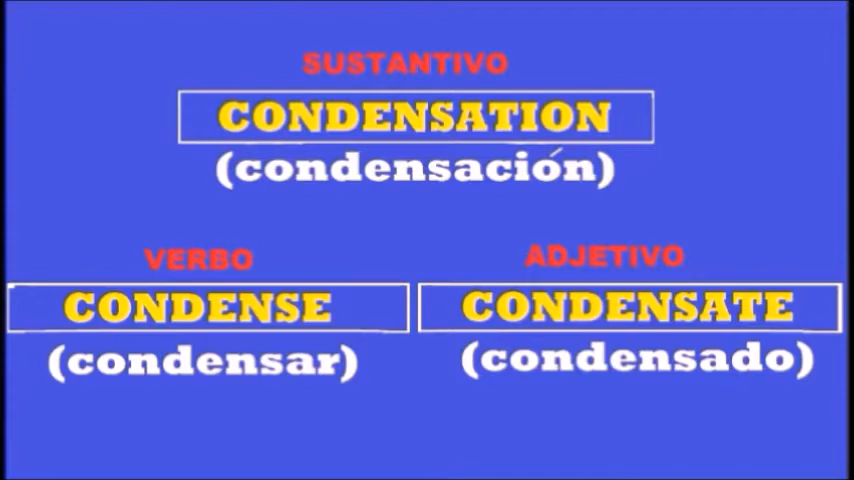 SUSTANTIVO
CONDENSATION
(condensación)
VERBO
CONDENSE
(condensar)
ADJETIVO
CONDENSATE
(condensado)